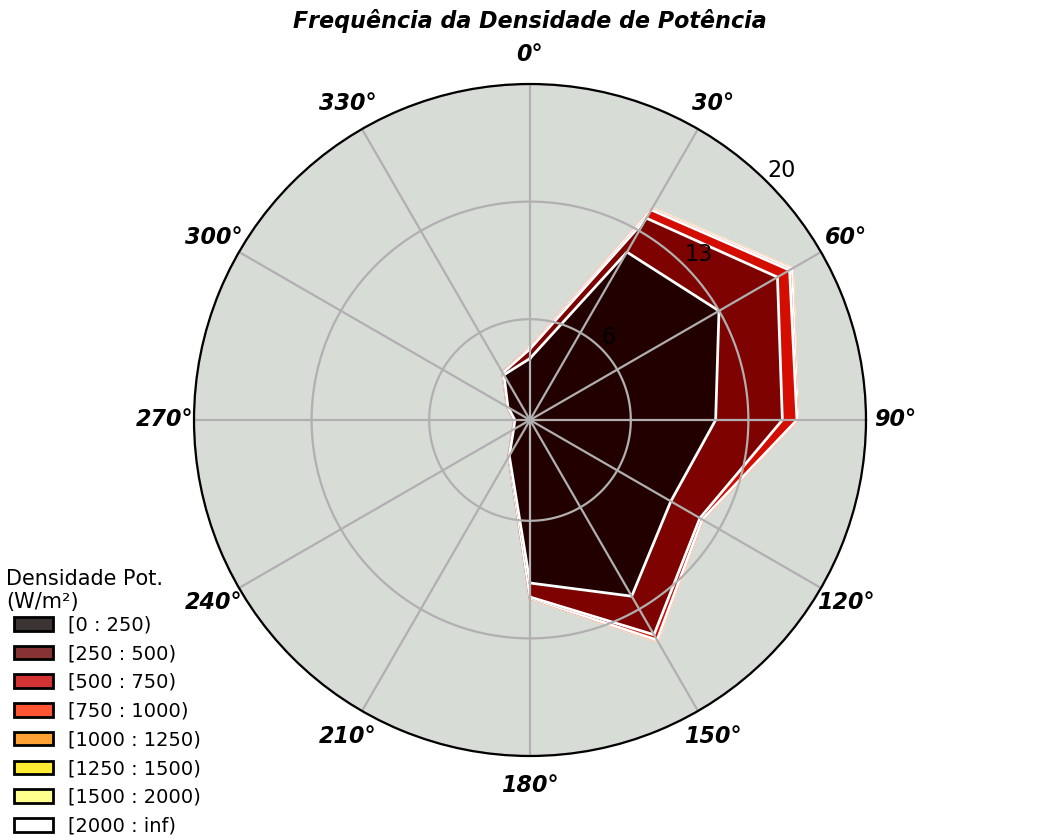 Frequência da Densidade de Potência
0°
330°
30°
20
300°
60°
13
6
270°
90°
240°
120°
210°
150°
180°
Densidade Pot.
(W/m²)
[0 : 250)
[250 : 500)
[500 : 750)
[750 : 1000)
[1000 : 1250)
[1250 : 1500)
[1500 : 2000)
[2000 : inf)